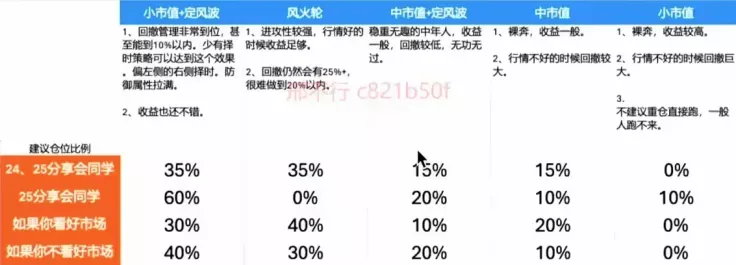 小市值+定风波
风火轮
中市值+定风波
中市值
小市值
1、回撤管理非常到位，甚
至能到10%以内。少有择
时策略可以达到这个效果
。偏左侧的右侧择时。防
御属性拉满。
2、收益也还不错。
1、进攻性较强，行情好的
时候收益足够。
2、回撤仍然会有25%+，
很难做到20%以内。
稳重无趣的中年人，收益
一般，回撤较低，无功无
过。
1、裸奔，收益一般。
2、行情不好的时候回撤较
大。
1、裸奔，收益较高。
2、行情不好的时候回撤巨
大。
3.
不建议重仓直接跑，一般
人跑不来。
邢不行 c821b50f
建议仓位比例
24、25分享会同学 35% 35% 15% 15% 0%
25分享会同学 60% 0% 20% 10% 10%
如果你看好市场 30% 40% 10% 20% 0%
如果你不看好市场 40% 30% 20% 10% 0%